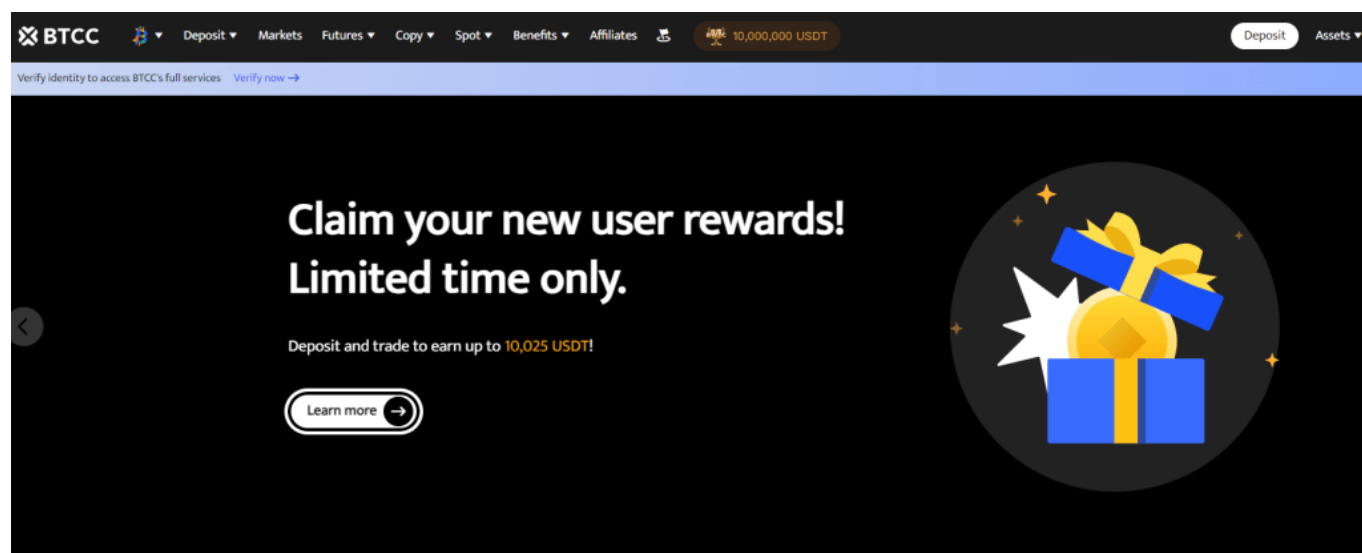 BTCC Deposit Markets Futures Copy Spot Benefits Affiliates 10,000,000 USDT Deposit Assets
Verify identity to access BTCC's full services Verify now →
Claim your new user rewards!
Limited time only.
Deposit and trade to earn up to 10,025 USDT!
Learn more →